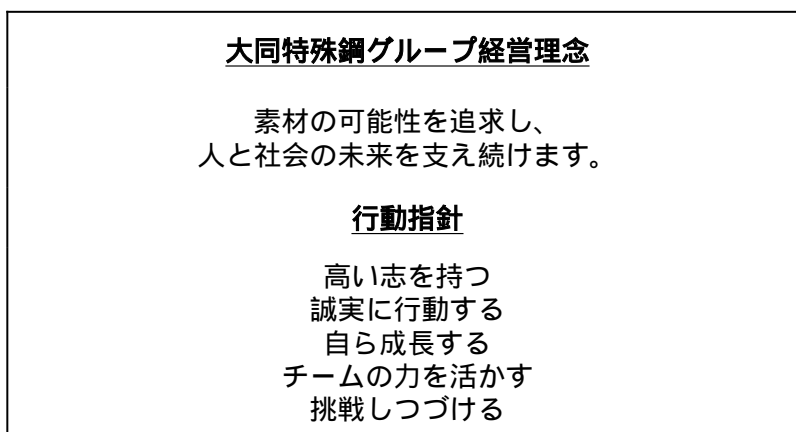 大同特殊鋼グループ経営理念
素材の可能性を追求し、
人と社会の未来を支え続けます。
行動指針
高い志を持つ
誠実に行動する
自ら成長する
チームの力を活かす
挑戦しつづける